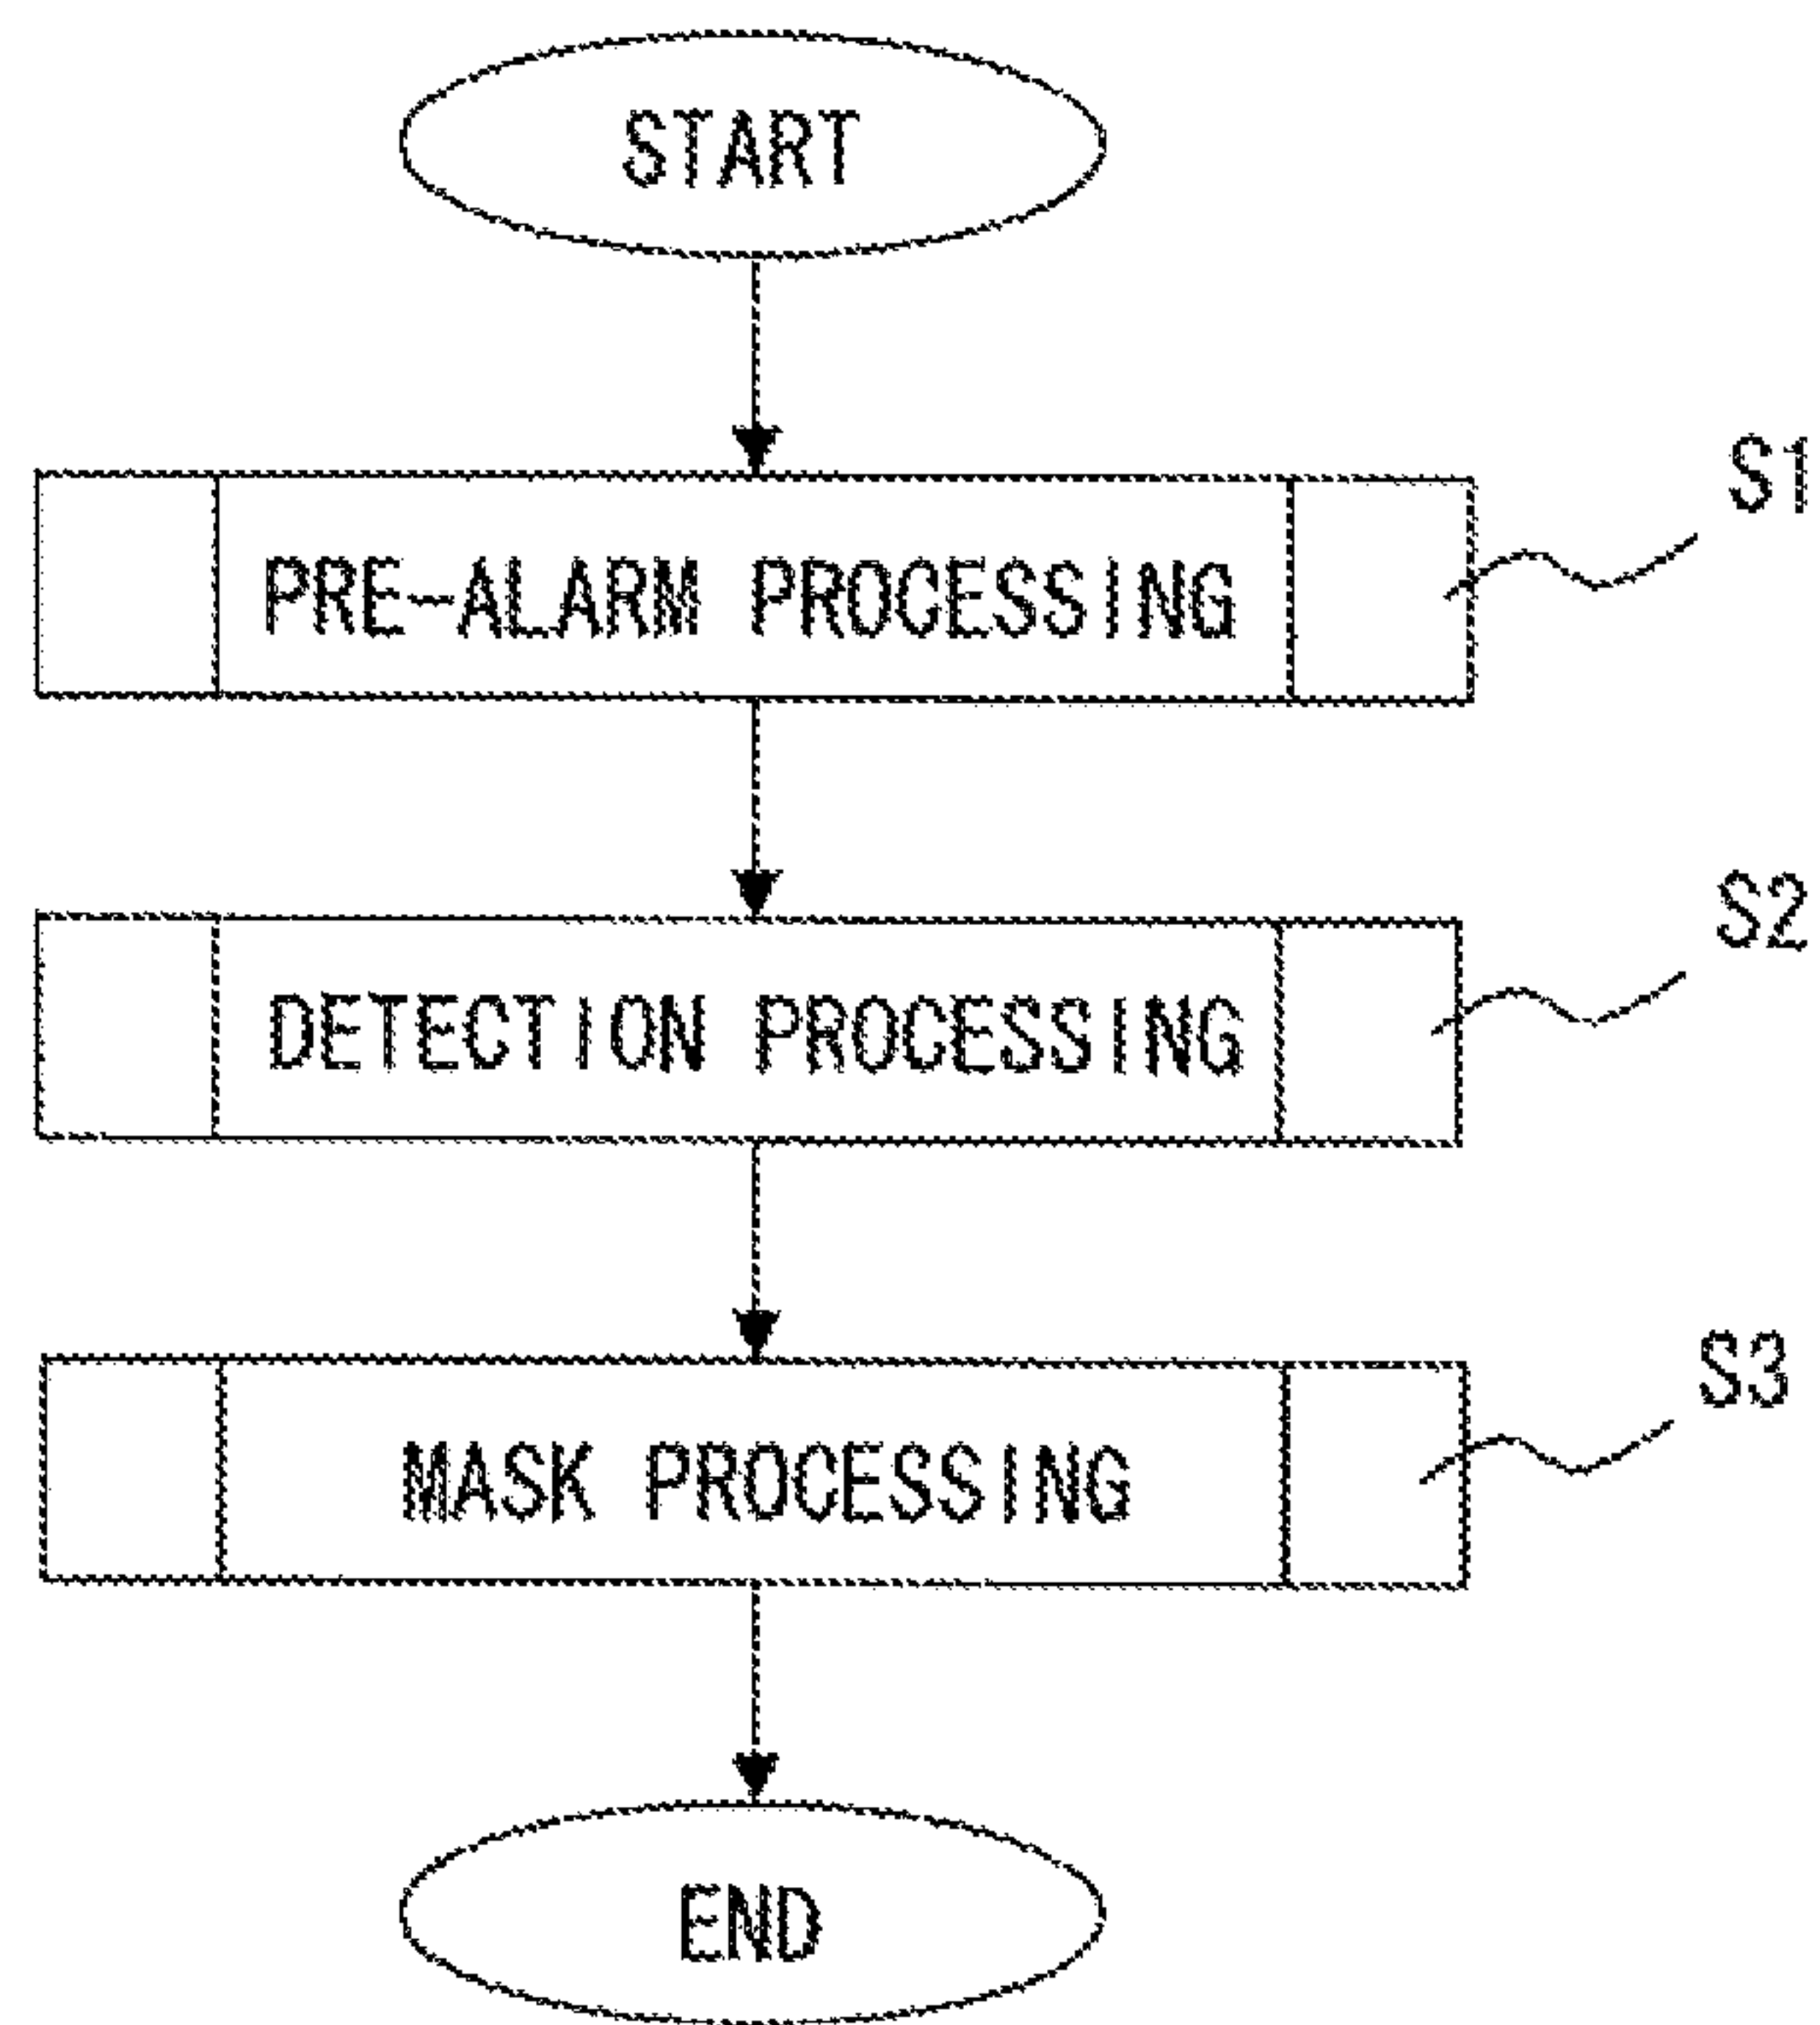 START
S1
PRE-ALARM PROCESSING
S2
DETECTION PROCESSING
S3
MASK PROCESSING
END